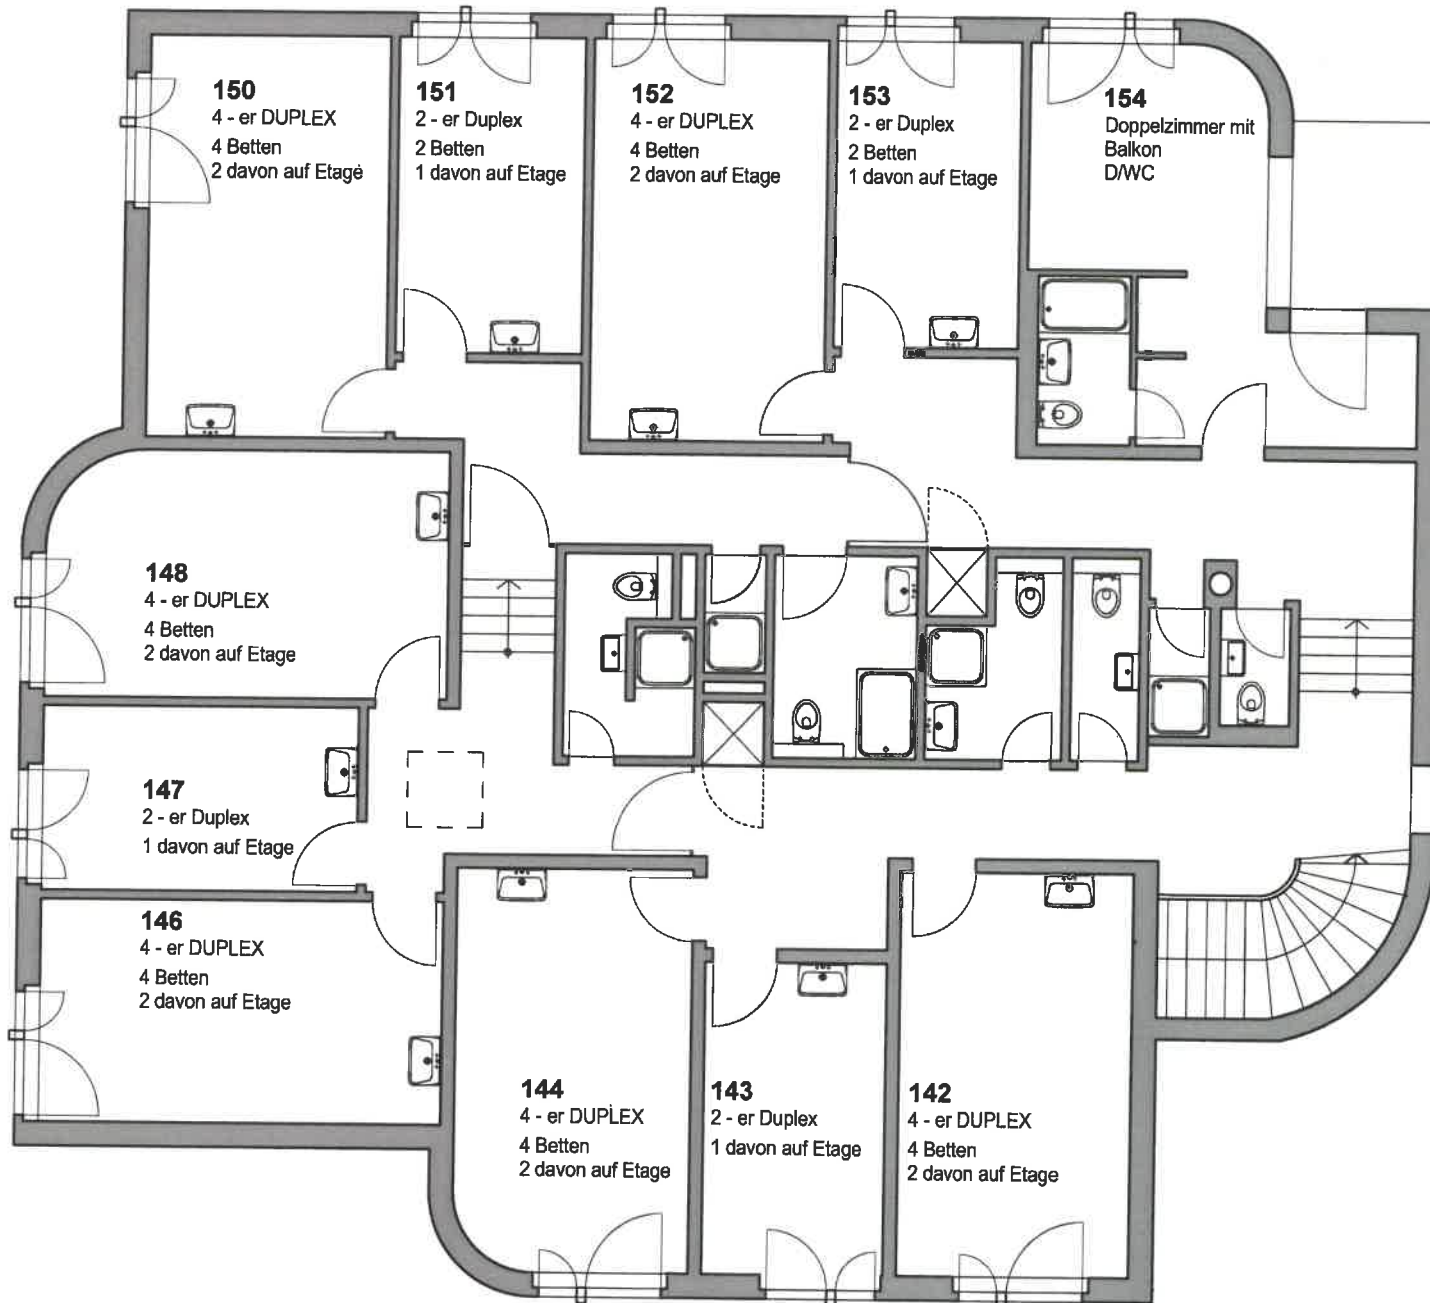 150
4 - er DUPLEX
4 Betten
2 davon auf Etage
151
2 - er Duplex
2 Betten
1 davon auf Etage
152
4 - er DUPLEX
4 Betten
2 davon auf Etage
153
2 - er Duplex
2 Betten
1 davon auf Etage
154
Doppelzimmer mit
Balkon
D/WC
148
4 - er DUPLEX
4 Betten
2 davon auf Etage
147
2 - er Duplex
1 davon auf Etage
146
4 - er DUPLEX
4 Betten
2 davon auf Etage
144
4 - er DUPLEX
4 Betten
2 davon auf Etage
143
2 - er Duplex
1 davon auf Etage
142
4 - er DUPLEX
4 Betten
2 davon auf Etage